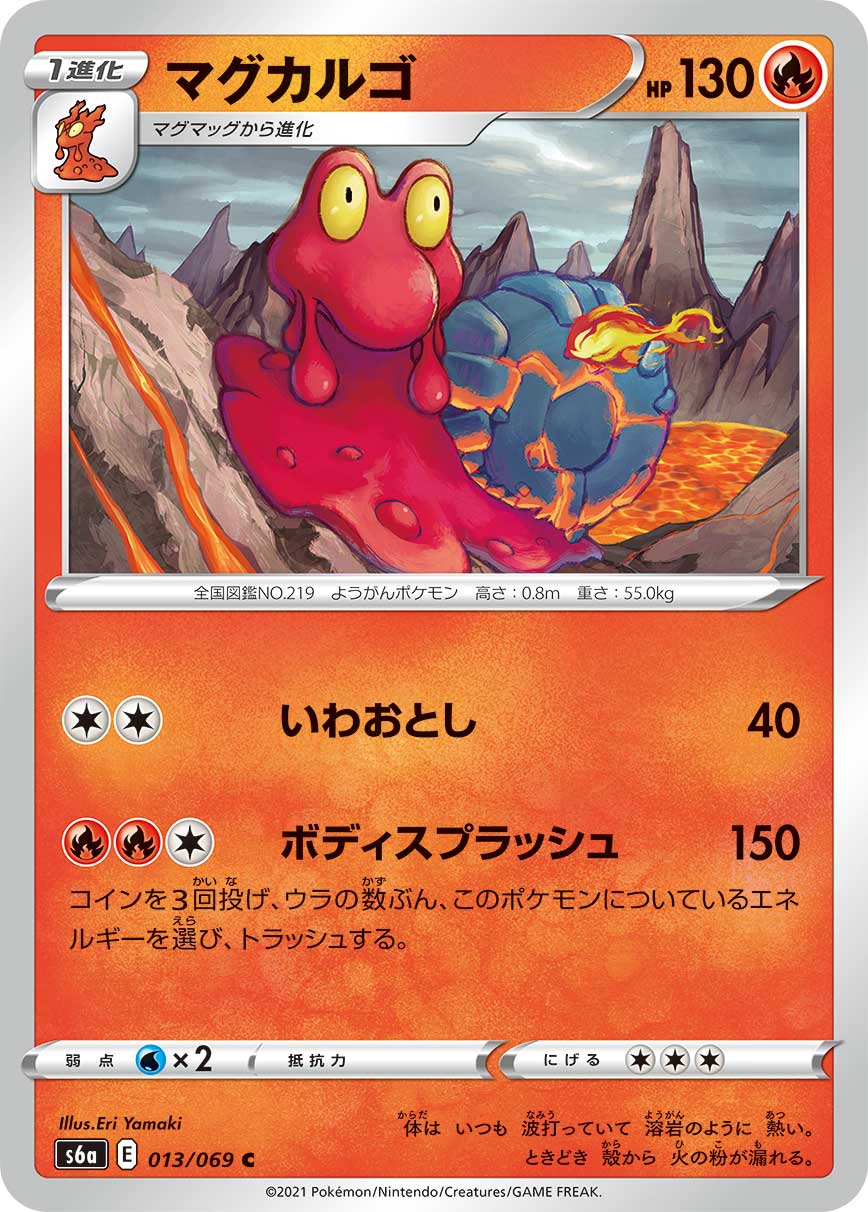 1進化
マグカルゴ
HP 130
マグマッグから進化
全国図鑑NO.219 ようがんポケモン 高さ：0.8m 重さ：55.0kg
いわおとし 40
ボディスプラッシュ 150
コインを3回投げ、ウラの数ぶん、このポケモンについているエネ
ルギーを選び、トラッシュする。
弱点 ×2 抵抗力 にげる
Illus.Eri Yamaki
体は いつも 波打っていて 溶岩のように 熱い。
ときどき 殻から 火の粉が漏れる。
s6a E 013/069 C
©2021 Pokémon/Nintendo/Creatures/GAME FREAK.